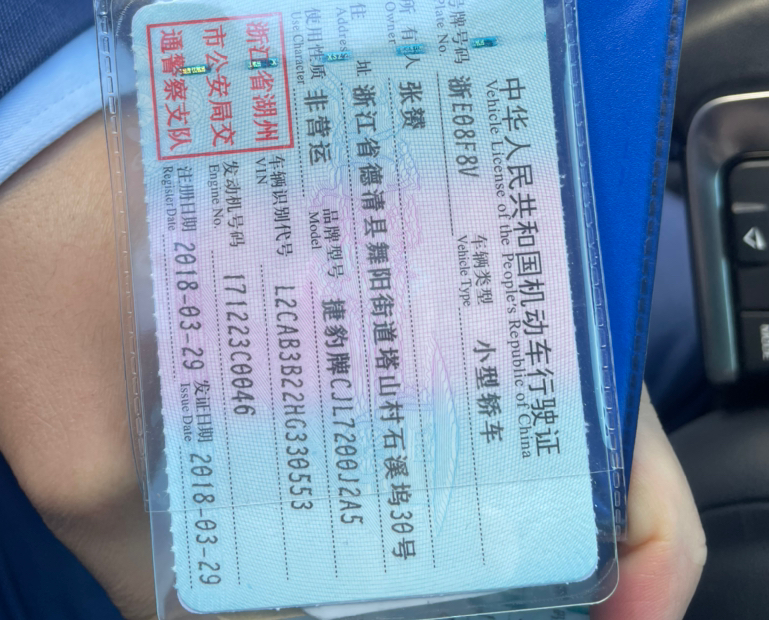 中华人民共和国机动车行驶证
Vehicle License of the People's Republic of China
号牌号码 Plate No. 浙E08F8V 车辆类型 Vehicle Type 小型轿车
所有人 Owner 张赟
住址 Address 浙江省德清县舞阳街道塔山村石溪坞30号
使用性质 Use Character 非营运 品牌型号 Model 捷豹牌CJL7200J2A5
车辆识别代号 VIN L2CAB3B22HG330553
发动机号码 Engine No. 171223C0046
注册日期 Register Date 2018-03-29 发证日期 Issue Date 2018-03-29
浙江省湖州
市公安局交
通警察支队